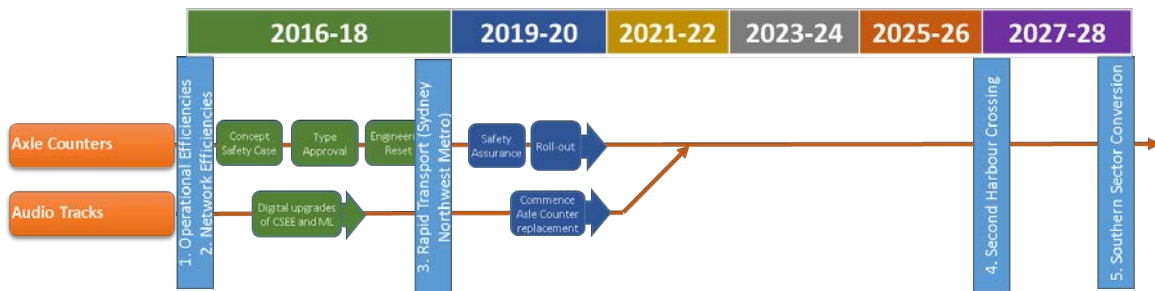 2016-18
2019-20
2021-22
2023-24
2025-26
2027-28
1. Operational Efficiencies
2. Network Efficiencies
3. Rapid Transport (Sydney
Northwest Metro)
4. Second Harbour Crossing
5. Southern Sector Conversion
Axle Counters
Concept
Safety Case
Type
Approval
Engineeri
Reset
Safety
Assurance
Roll-out
Audio Tracks
Digital upgrades
of CSEE and ML
Commence
Axle Counter
replacement